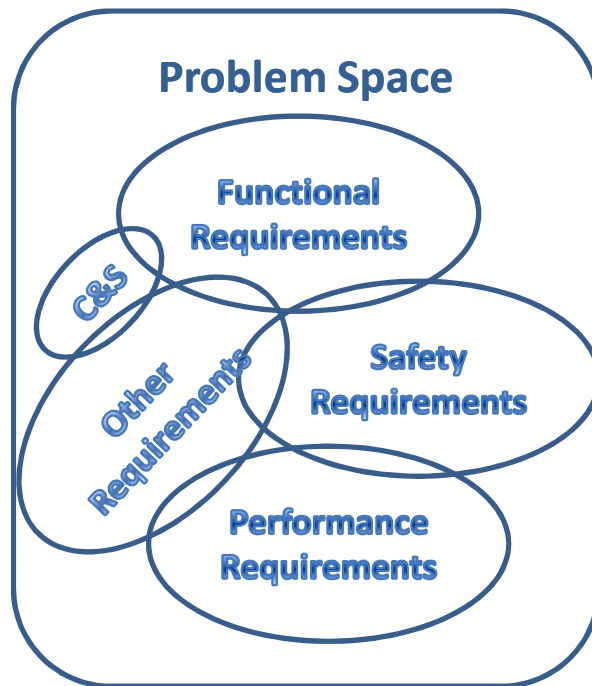 Problem Space
Functional
Requirements
C&S
Other
Requirements
Safety
Requirements
Performance
Requirements